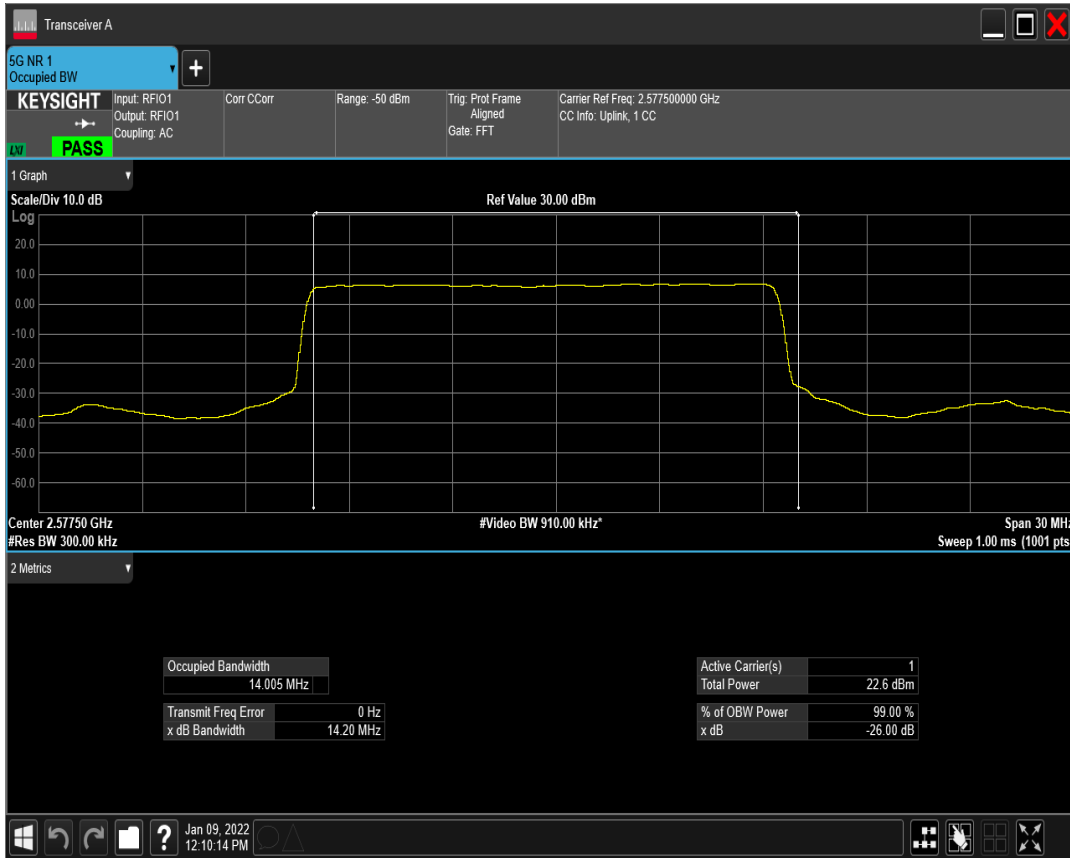 Transceiver A
5G NR 1
Occupied BW
KEYSIGHT
LXI
PASS
Input: RFIO1
Output: RFIO1
Coupling: AC
Corr CCorr
Range: -50 dBm
Trig: Prot Frame
Aligned
Gate: FFT
Carrier Ref Freq: 2.577500000 GHz
CC Info: Uplink, 1 CC
1 Graph
Scale/Div 10.0 dB
Ref Value 30.00 dBm
Log
20.0
10.0
0.00
-10.0
-20.0
-30.0
-40.0
-50.0
-60.0
Center 2.57750 GHz
#Video BW 910.00 kHz*
Span 30 MHz
#Res BW 300.00 kHz
Sweep 1.00 ms (1001 pts
2 Metrics
Occupied Bandwidth
14.005 MHz
Transmit Freq Error 0 Hz
x dB Bandwidth 14.20 MHz
Active Carrier(s) 1
Total Power 22.6 dBm
% of OBW Power 99.00 %
x dB -26.00 dB
?
Jan 09, 2022
12:10:14 PM